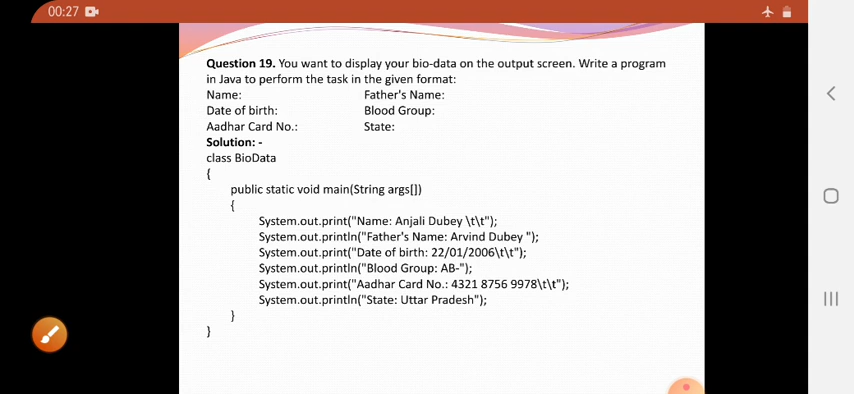 00:27
Question 19. You want to display your bio-data on the output screen. Write a program
in Java to perform the task in the given format:
Name: Father's Name:
Date of birth: Blood Group:
Aadhar Card No.: State:
Solution: -
class BioData
{
public static void main(String args[])
{
System.out.print("Name: Anjali Dubey \t\t");
System.out.println("Father's Name: Arvind Dubey ");
System.out.print("Date of birth: 22/01/2006\t\t");
System.out.println("Blood Group: AB-");
System.out.print("Aadhar Card No.: 4321 8756 9978\t\t");
System.out.println("State: Uttar Pradesh");
}
}